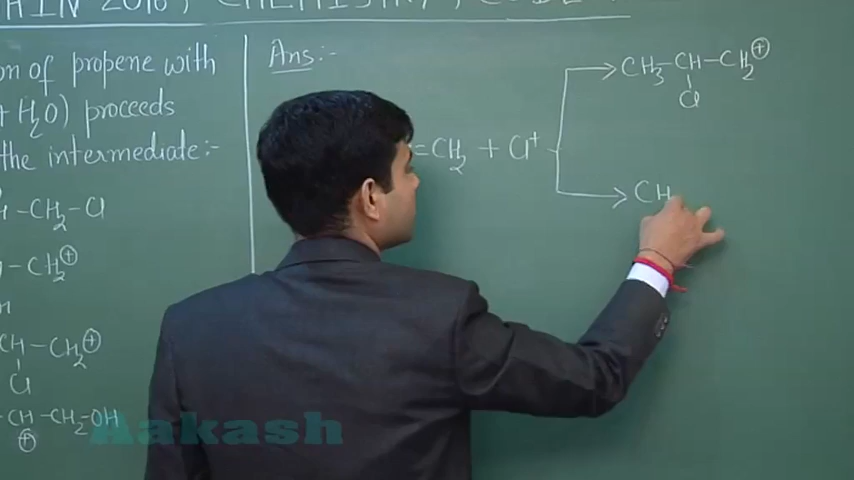 MAIN 2016, CHEMISTRY, CODE
on of propene with
+ H₂O) proceeds
the intermediate:-
-CH₂-Cl
-CH₂⊕
CH-CH₂⊕
Cl
-CH-CH₂-OH
⊕
Ans:-
=CH₂ + Cl⁺
CH₃-CH-CH₂⊕
Cl
CH
Aakash